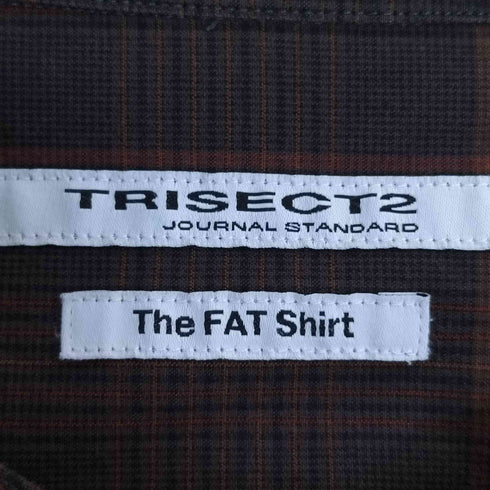 TRISECT2
JOURNAL STANDARD
The FAT Shirt